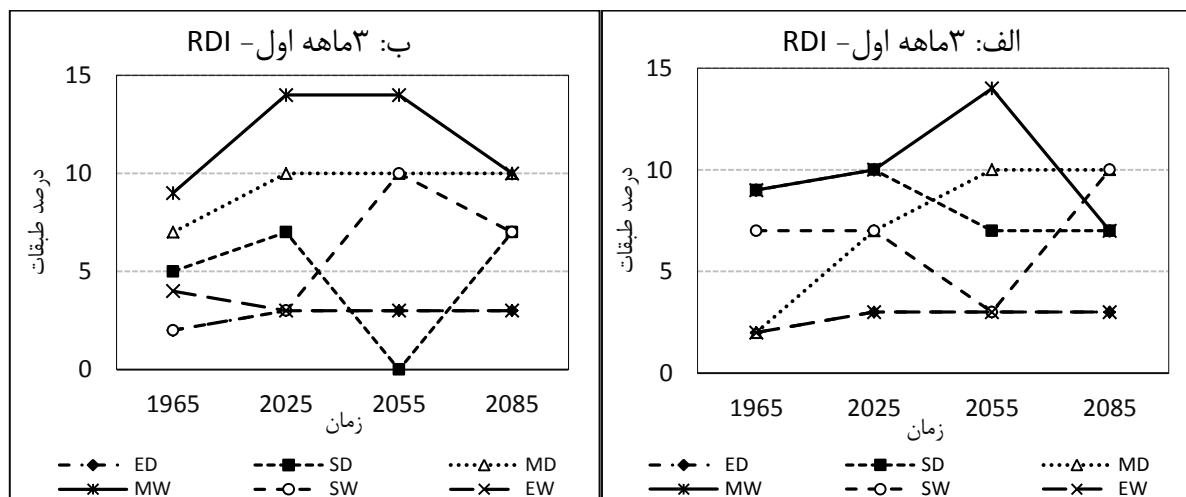 الف: ۳ماهه اول- RDI
15
10
5
0
درصد طبقات
1965 2025 2055 2085
زمان
ED SD MD
MW SW EW
ب: ۳ماهه اول- RDI
15
10
5
0
درصد طبقات
1965 2025 2055 2085
زمان
ED SD MD
MW SW EW